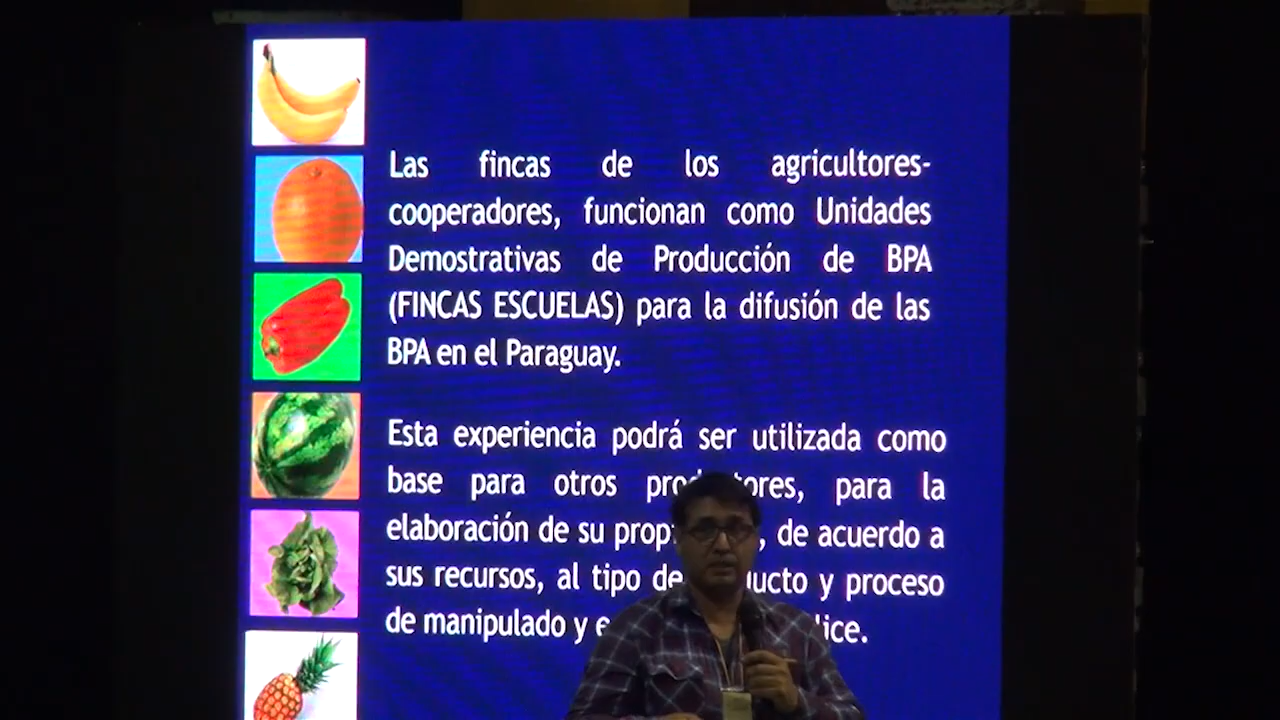 Las fincas de los agricultores-
cooperadores, funcionan como Unidades
Demostrativas de Producción de BPA
(FINCAS ESCUELAS) para la difusión de las
BPA en el Paraguay.
Esta experiencia podrá ser utilizada como
base para otros productores, para la
elaboración de su , de acuerdo a
sus recursos, al tipo de y proceso
de manipulado y